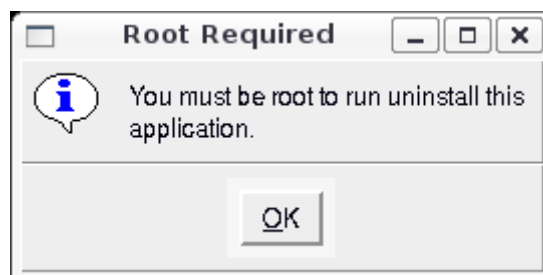 Root Required
You must be root to run uninstall this
application.
OK